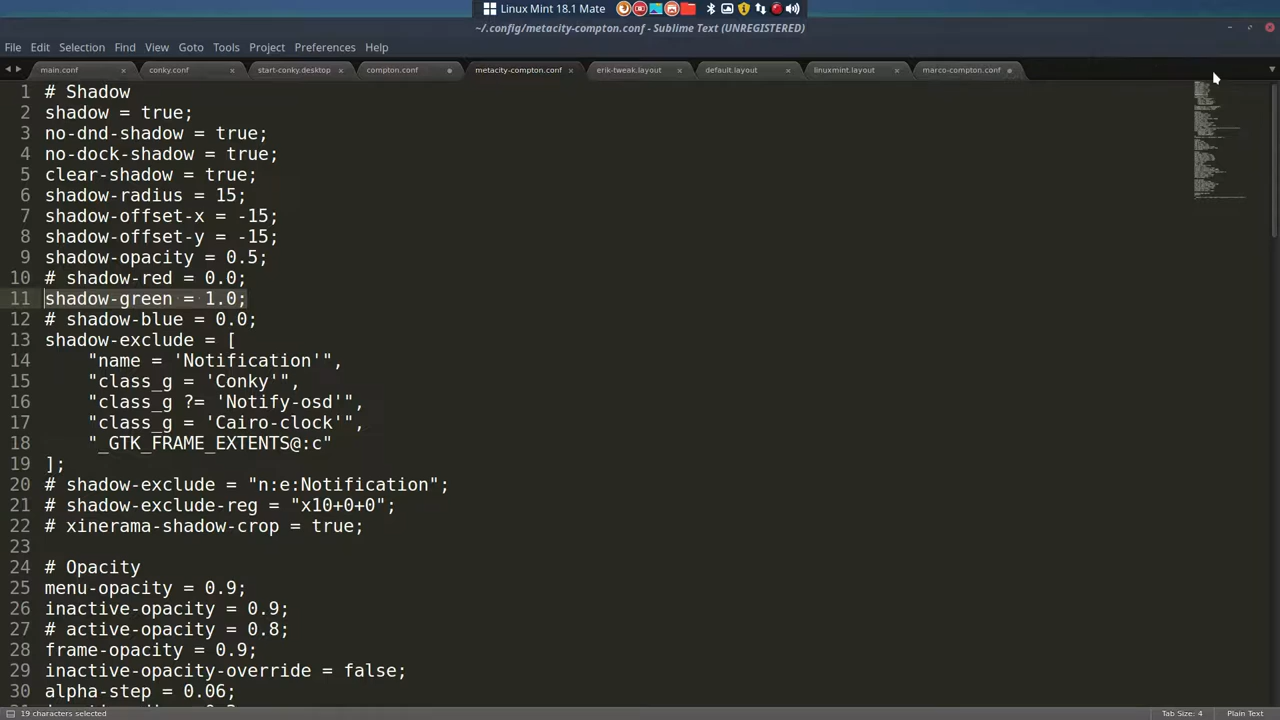 Linux Mint 18.1 Mate
~/.config/metacity-compton.conf - Sublime Text (UNREGISTERED)
File Edit Selection Find View Goto Tools Project Preferences Help
main.conf conky.conf start-conky.desktop compton.conf metacity-compton.conf erik-tweak.layout default.layout linuxmint.layout marco-compton.conf
1 # Shadow
2 shadow = true;
3 no-dnd-shadow = true;
4 no-dock-shadow = true;
5 clear-shadow = true;
6 shadow-radius = 15;
7 shadow-offset-x = -15;
8 shadow-offset-y = -15;
9 shadow-opacity = 0.5;
10 # shadow-red = 0.0;
11 shadow-green = 1.0;
12 # shadow-blue = 0.0;
13 shadow-exclude = [
14 "name = 'Notification'",
15 "class_g = 'Conky'",
16 "class_g ?= 'Notify-osd'",
17 "class_g = 'Cairo-clock'",
18 "_GTK_FRAME_EXTENTS@:c"
19 ];
20 # shadow-exclude = "n:e:Notification";
21 # shadow-exclude-reg = "x10+0+0";
22 # xinerama-shadow-crop = true;
23
24 # Opacity
25 menu-opacity = 0.9;
26 inactive-opacity = 0.9;
27 # active-opacity = 0.8;
28 frame-opacity = 0.9;
29 inactive-opacity-override = false;
30 alpha-step = 0.06;
19 characters selected Tab Size: 4 Plain Text